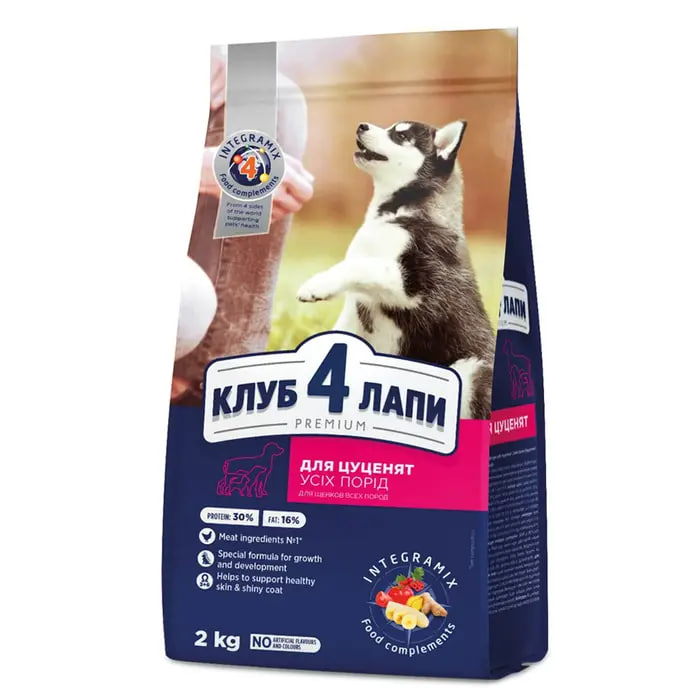 INTEGRAMIX
4
Food complements
From 4 sides
of the world
supporting
pets' health
КЛУБ 4 ЛАПИ
PREMIUM
ДЛЯ ЦУЦЕНЯТ
УСІХ ПОРІД
ДЛЯ ЩЕНКОВ ВСЕХ ПОРОД
PROTEIN: 30% FAT: 16%
Meat ingredients №1*
Special formula for growth
and development
Helps to support healthy
skin & shiny coat
INTEGRAMIX
Food complements
2 kg NO ARTIFICIAL FLAVOURS
AND COLOURS
ЛАПИ
ЦУЦЕНЯТ